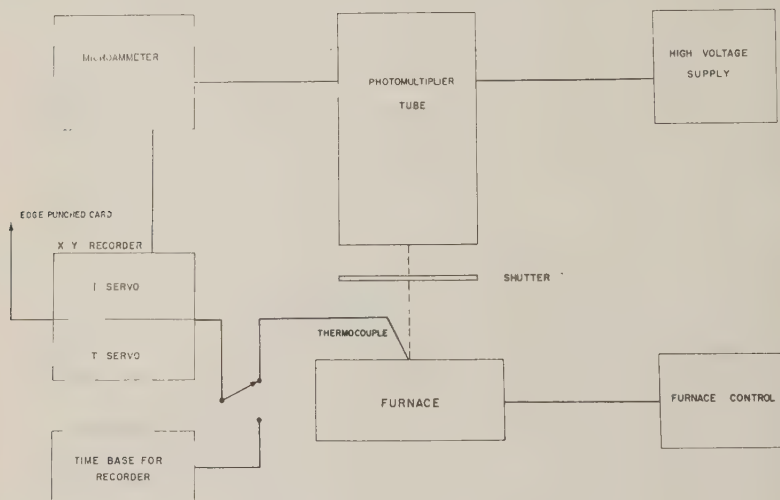 MICROAMMETER
PHOTOMULTIPLIER
TUBE
HIGH VOLTAGE
SUPPLY
EDGE PUNCHED CARD
X Y RECORDER
I SERVO
T SERVO
SHUTTER
THERMOCOUPLE
FURNACE
FURNACE CONTROL
TIME BASE FOR
RECORDER